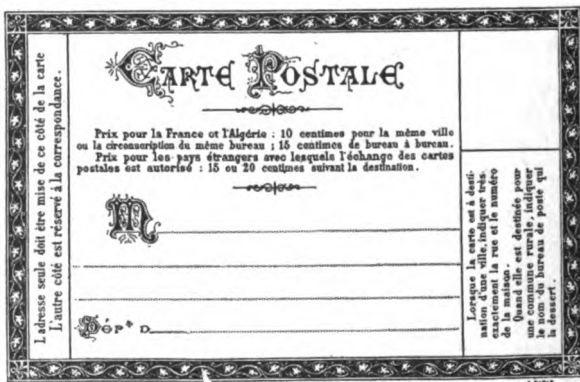 CARTE POSTALE
Prix pour la France et l'Algérie : 10 centimes pour la même ville
ou la circonscription du même bureau ; 15 centimes de bureau à bureau.
Prix pour les pays étrangers avec lesquels l'échange des cartes
postales est autorisé : 15 ou 20 centimes suivant la destination.
M
Dépt D
L'adresse seule doit être mise de ce côté de la carte
L'autre côté est réservé à la correspondance.
Lorsque la carte est à desti-
nation d'une ville, indiquer très
exactement la rue et le numéro
de la maison.
Quand elle est destinée pour
une commune rurale, indiquer
le nom du bureau de poste qui
la dessert.